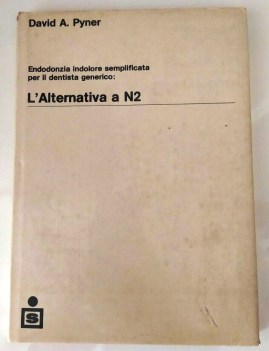 David A. Pyner
Endodonzia indolore semplificata
per il dentista generico:
L'Alternativa a N2
s